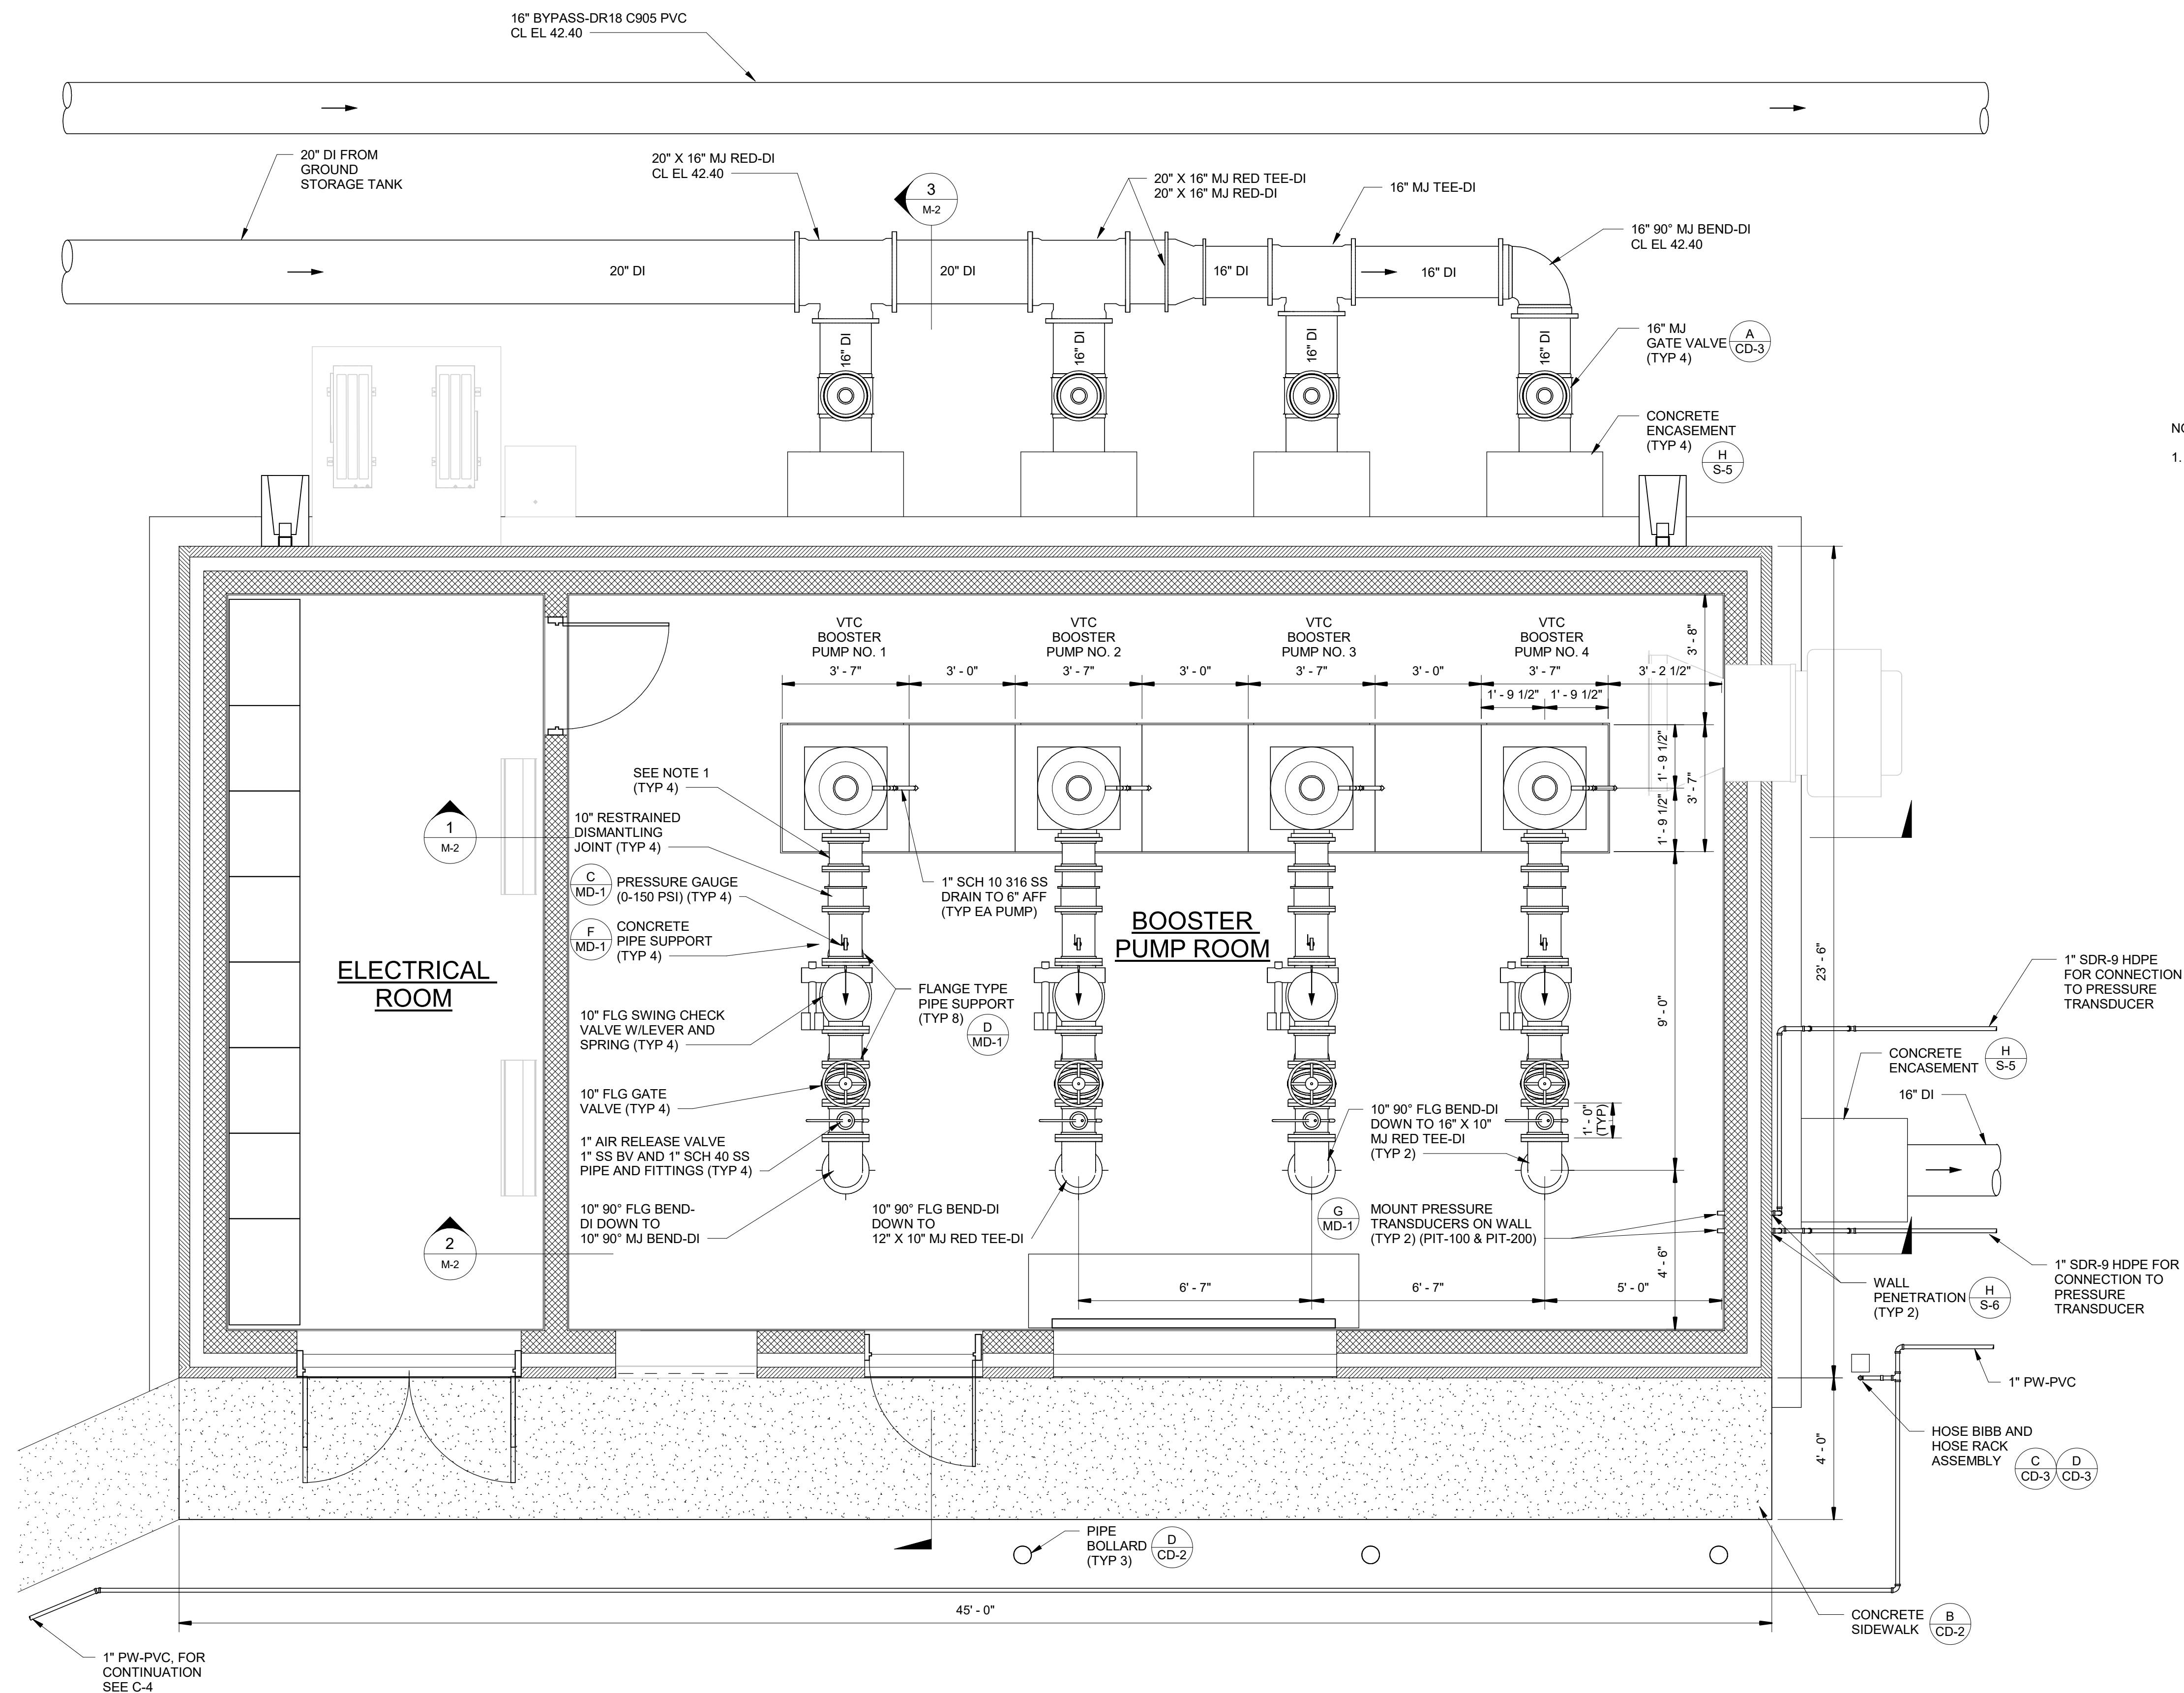 16" BYPASS-DR18 C905 PVC
CL EL 42.40
20" DI FROM
GROUND
STORAGE TANK
20" X 16" MJ RED-DI
CL EL 42.40
3
M-2
20" X 16" MJ RED TEE-DI
20" X 16" MJ RED-DI
16" MJ TEE-DI
16" 90° MJ BEND-DI
CL EL 42.40
20" DI
20" DI
16" DI
16" DI
16" DI
16" DI
16" DI
16" DI
16" MJ
GATE VALVE
(TYP 4)
A
CD-3
CONCRETE
ENCASEMENT
(TYP 4)
H
S-5
1.
VTC
BOOSTER
PUMP NO. 1
VTC
BOOSTER
PUMP NO. 2
VTC
BOOSTER
PUMP NO. 3
VTC
BOOSTER
PUMP NO. 4
3' - 7"
3' - 0"
3' - 7"
3' - 0"
3' - 7"
3' - 0"
3' - 7"
3' - 2 1/2"
1' - 9 1/2"
1' - 9 1/2"
3' - 8"
1' - 9 1/2"
1' - 9 1/2"
3' - 7"
SEE NOTE 1
(TYP 4)
10" RESTRAINED
DISMANTLING
JOINT (TYP 4)
1
M-2
C
MD-1
PRESSURE GAUGE
(0-150 PSI) (TYP 4)
F
MD-1
CONCRETE
PIPE SUPPORT
(TYP 4)
1" SCH 10 316 SS
DRAIN TO 6" AFF
(TYP EA PUMP)
BOOSTER
PUMP ROOM
ELECTRICAL
ROOM
FLANGE TYPE
PIPE SUPPORT
(TYP 8)
D
MD-1
10" FLG SWING CHECK
VALVE W/LEVER AND
SPRING (TYP 4)
10" FLG GATE
VALVE (TYP 4)
1" AIR RELEASE VALVE
1" SS BV AND 1" SCH 40 SS
PIPE AND FITTINGS (TYP 4)
10" 90° FLG BEND-
DI DOWN TO
10" 90° MJ BEND-DI
10" 90° FLG BEND-DI
DOWN TO
12" X 10" MJ RED TEE-DI
10" 90° FLG BEND-DI
DOWN TO 16" X 10"
MJ RED TEE-DI
(TYP 2)
1' - 0"
(TYP)
9' - 0"
23' - 6"
G
MD-1
MOUNT PRESSURE
TRANSDUCERS ON WALL
(TYP 2) (PIT-100 & PIT-200)
2
M-2
6' - 7"
6' - 7"
5' - 0"
4' - 6"
1" SDR-9 HDPE
FOR CONNECTION
TO PRESSURE
TRANSDUCER
CONCRETE
ENCASEMENT
H
S-5
16" DI
1" SDR-9 HDPE FOR
CONNECTION TO
PRESSURE
TRANSDUCER
WALL
PENETRATION
(TYP 2)
H
S-6
1" PW-PVC
HOSE BIBB AND
HOSE RACK
ASSEMBLY
C
CD-3
D
CD-3
4' - 0"
PIPE
BOLLARD
(TYP 3)
D
CD-2
45' - 0"
CONCRETE
SIDEWALK
B
CD-2
1" PW-PVC, FOR
CONTINUATION
SEE C-4